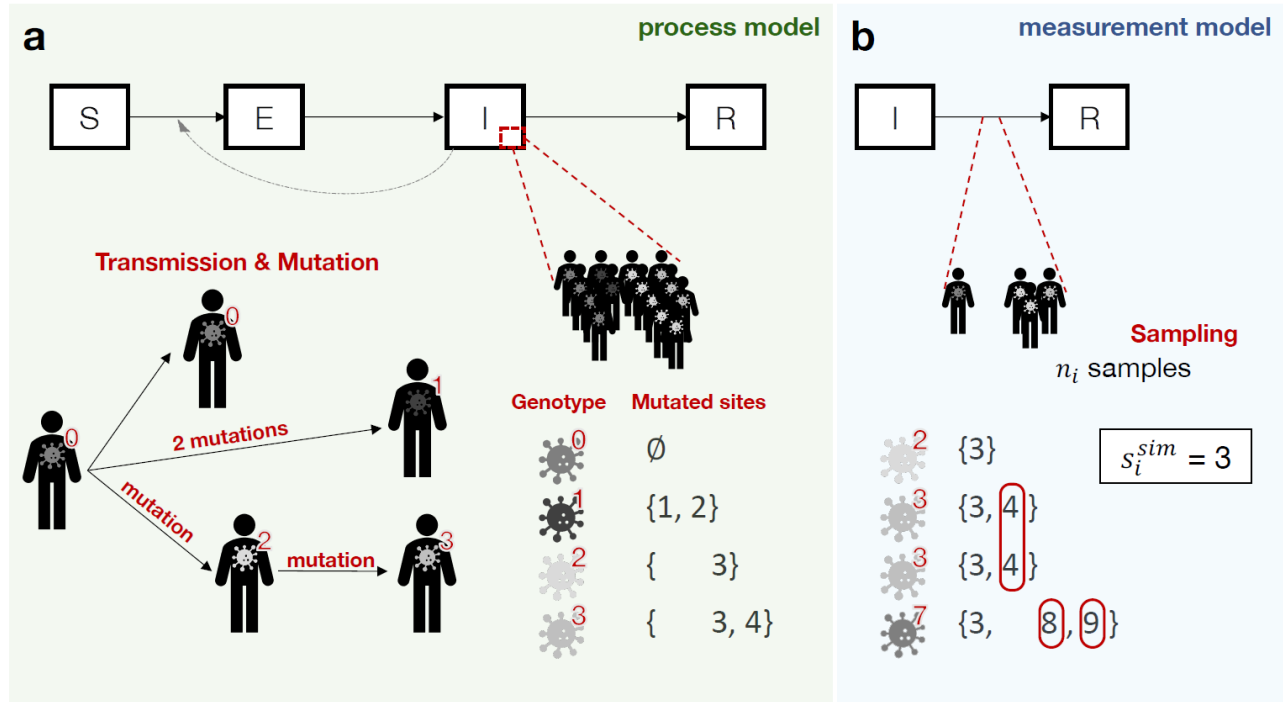 a
process model
S
E
I
R
Transmission & Mutation
0
0
1
2 mutations
mutation
2
mutation
3
Genotype Mutated sites
0 ∅
1 {1, 2}
2 { 3}
3 { 3, 4}
b
measurement model
I
R
Sampling
n_i samples
2 {3}
s_i^{sim} = 3
3 {3, 4}
3 {3, 4}
7 {3, 8, 9}